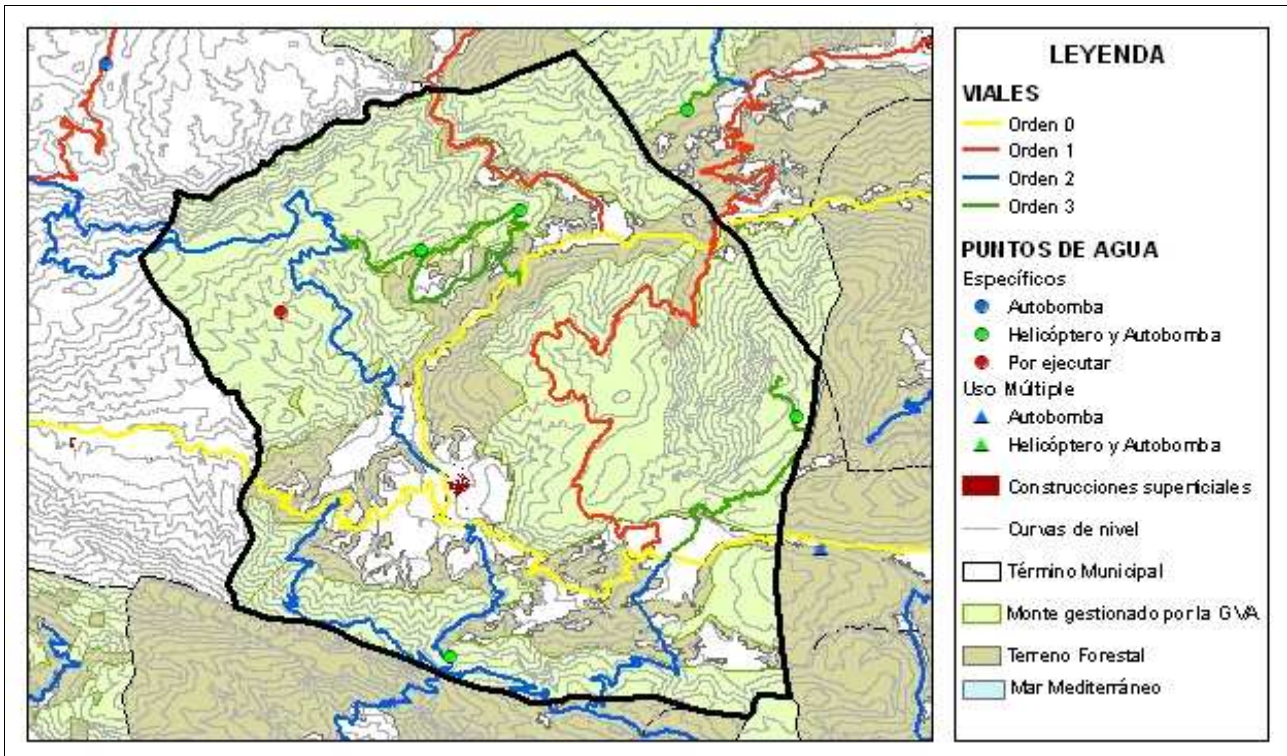 LEYENDA
VIALES
Orden 0
Orden 1
Orden 2
Orden 3
PUNTOS DE AGUA
Específicos
Autobomba
Helicóptero y Autobomba
Por ejecutar
Uso Múltiple
Autobomba
Helicóptero y Autobomba
Construcciones superficiales
Curvas de nivel
Término Municipal
Monte gestionado por la GVA
Terreno Forestal
Mar Mediterráneo